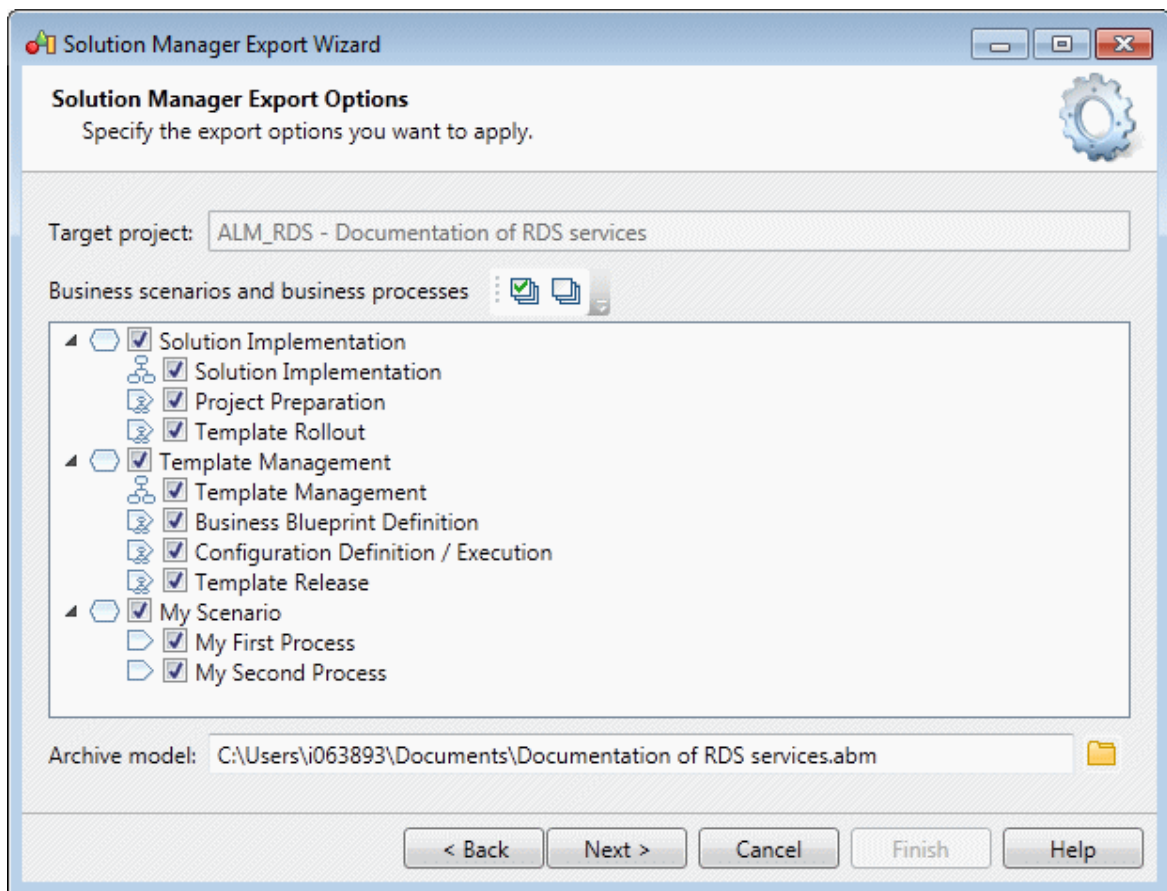 Solution Manager Export Wizard
Solution Manager Export Options
Specify the export options you want to apply.
Target project: ALM_RDS - Documentation of RDS services
Business scenarios and business processes
Solution Implementation
Solution Implementation
Project Preparation
Template Rollout
Template Management
Template Management
Business Blueprint Definition
Configuration Definition / Execution
Template Release
My Scenario
My First Process
My Second Process
Archive model: C:\Users\i063893\Documents\Documentation of RDS services.abm
< Back Next > Cancel Finish Help